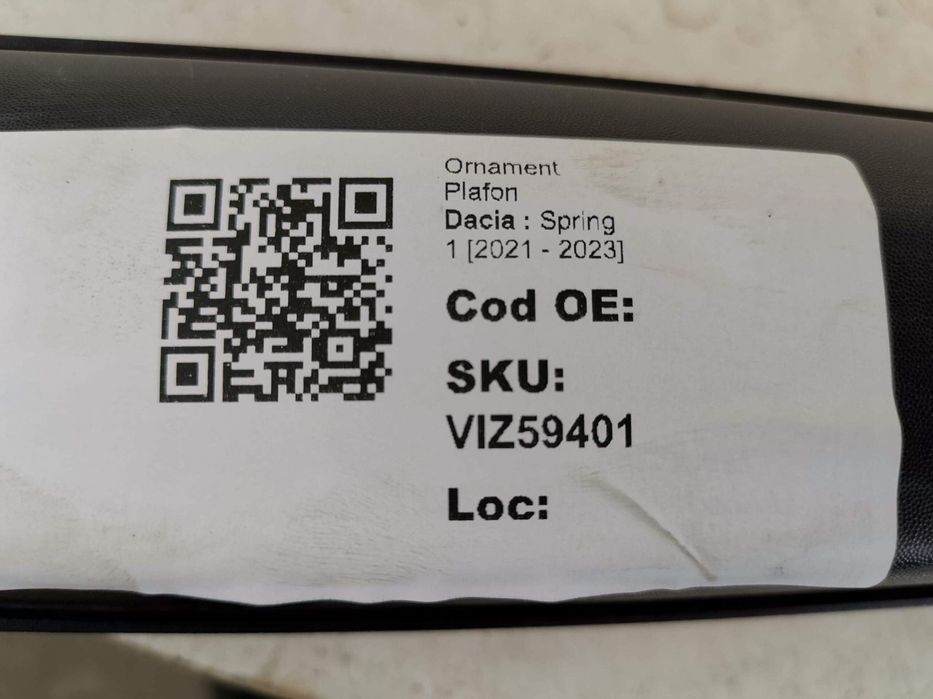 Ornament
Plafon
Dacia : Spring
1 [2021 - 2023]
Cod OE:
SKU:
VIZ59401
Loc: